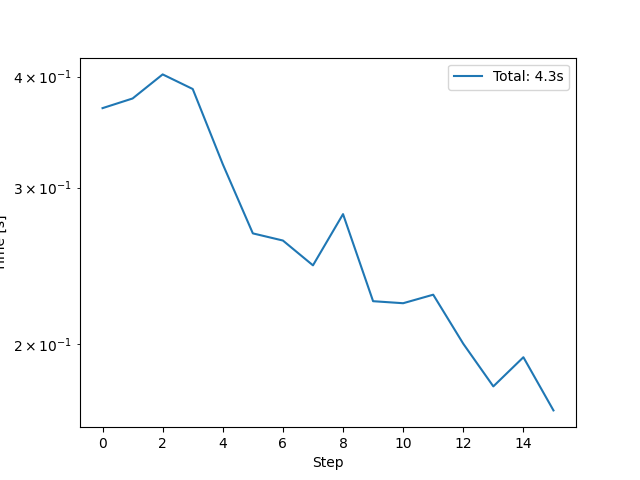 Total: 4.3s
4 × 10⁻¹
3 × 10⁻¹
2 × 10⁻¹
Time [s]
0 2 4 6 8 10 12 14
Step